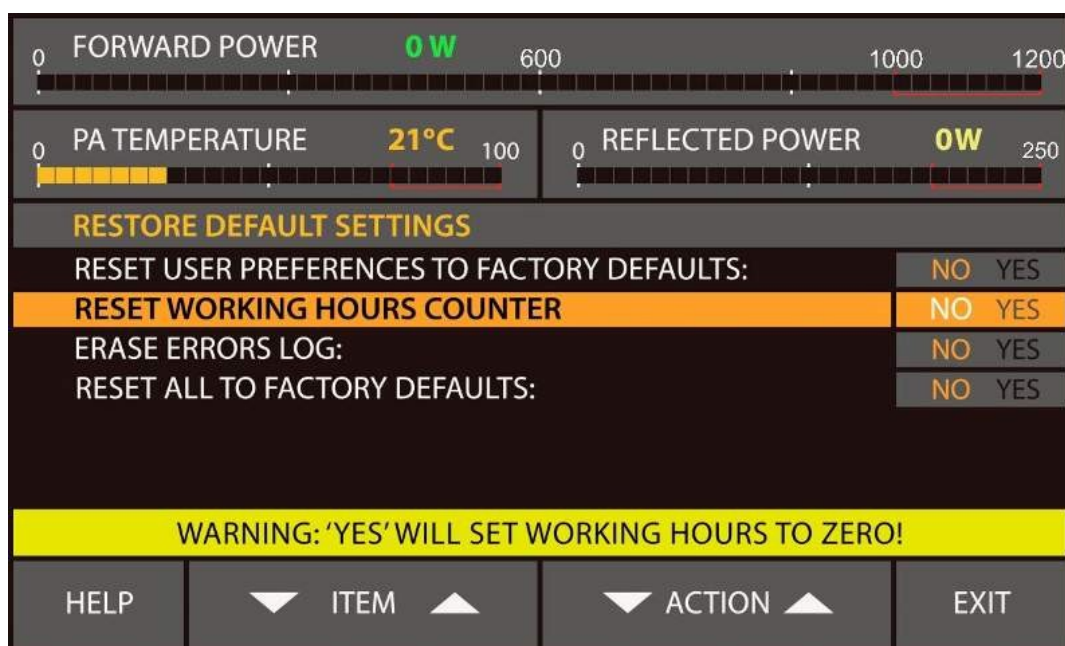 0 FORWARD POWER 0 W 600 1000 1200
0 PA TEMPERATURE 21°C 100
0 REFLECTED POWER 0W 250
RESTORE DEFAULT SETTINGS
RESET USER PREFERENCES TO FACTORY DEFAULTS: NO YES
RESET WORKING HOURS COUNTER NO YES
ERASE ERRORS LOG: NO YES
RESET ALL TO FACTORY DEFAULTS: NO YES
WARNING: ‘YES’ WILL SET WORKING HOURS TO ZERO!
HELP ITEM ACTION EXIT